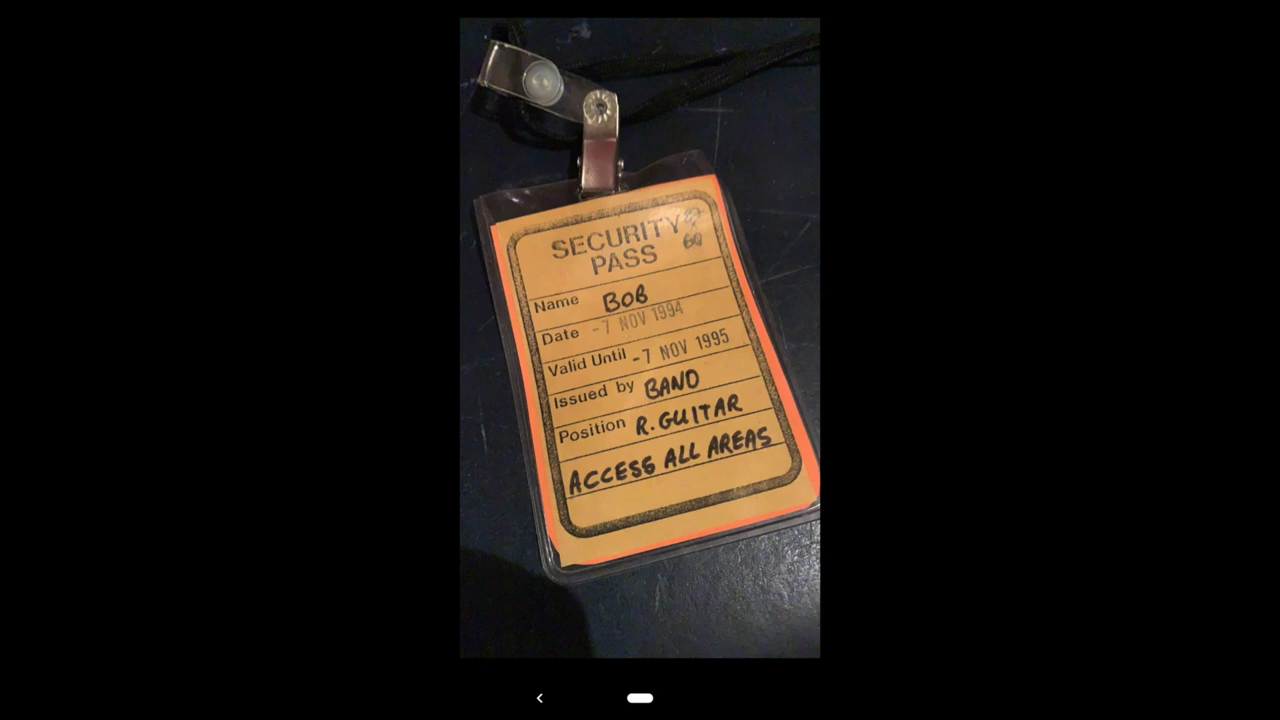 SECURITY
PASS
60
Name BOB
Date -7 NOV 1994
Valid Until -7 NOV 1995
Issued by BAND
Position R.GUITAR
ACCESS ALL AREAS